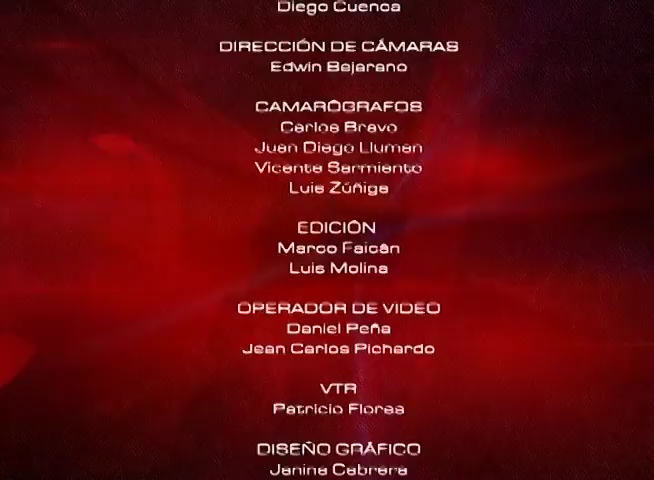 Diego Cuenca
DIRECCIÓN DE CÁMARAS
Edwin Bejarano
CAMARÓGRAFOS
Carlos Bravo
Juan Diego Lluman
Vicente Sarmiento
Luis Zúñiga
EDICIÓN
Marco Faicán
Luis Molina
OPERADOR DE VIDEO
Daniel Peña
Jean Carlos Pichardo
VTR
Patricio Flores
DISEÑO GRÁFICO
Janine Cabrera